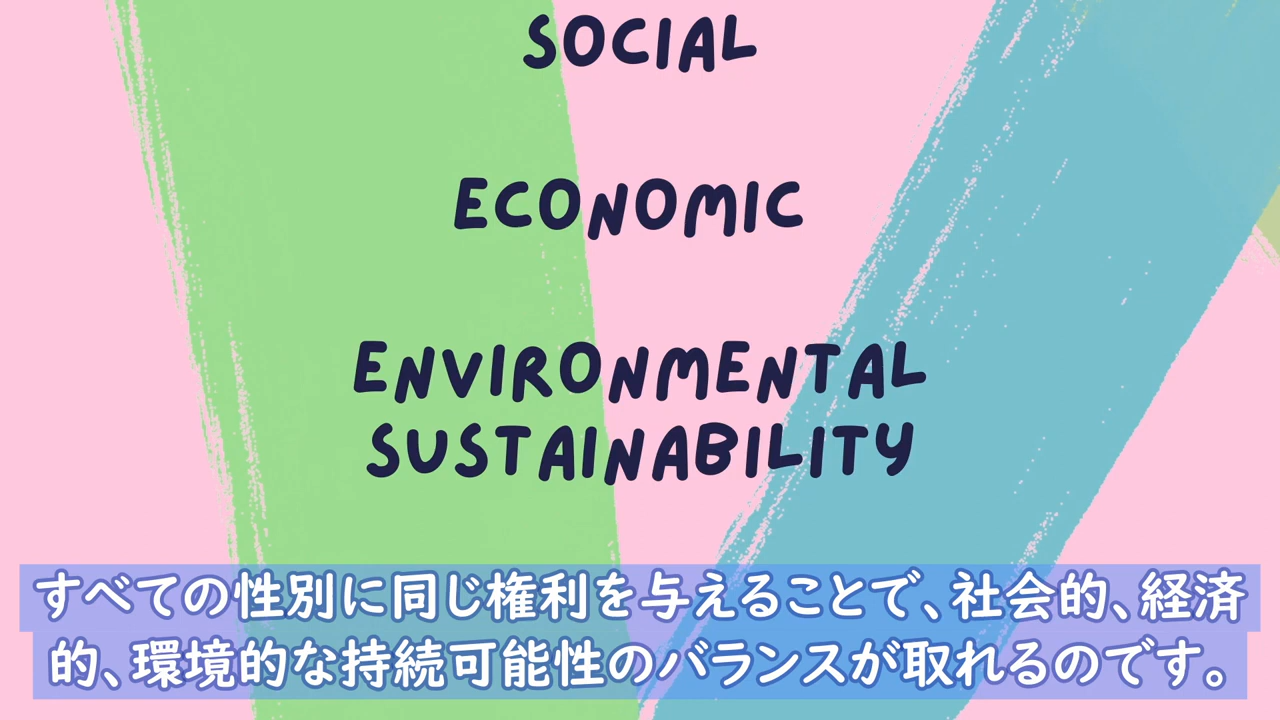 SOCIAL
ECONOMIC
ENVIRONMENTAL
SUSTAINABILITY
すべての性別に同じ権利を与えることで、社会的、経済
的、環境的な持続可能性のバランスが取れるのです。